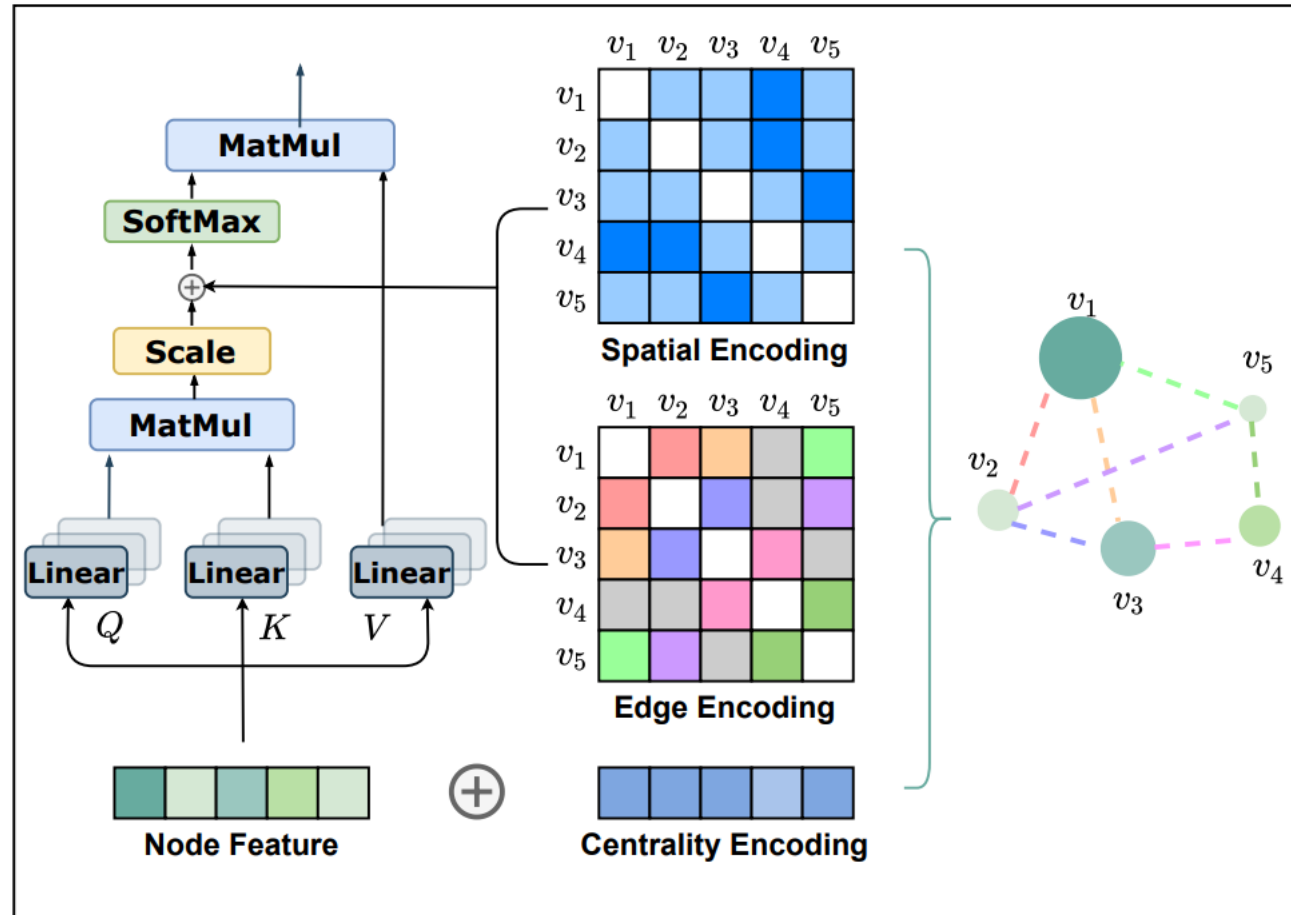 MatMul
SoftMax
+
Scale
MatMul
Linear Linear Linear
Q K V
Node Feature
+
v₁ v₂ v₃ v₄ v₅
v₁
v₂
v₃
v₄
v₅
Spatial Encoding
v₁ v₂ v₃ v₄ v₅
v₁
v₂
v₃
v₄
v₅
Edge Encoding
Centrality Encoding
v₁
v₅
v₂
v₄
v₃